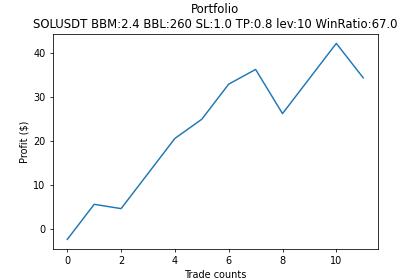 Portfolio
SOLUSDT BBM:2.4 BBL:260 SL:1.0 TP:0.8 lev:10 WinRatio:67.0
40
30
20
10
0
Profit ($)
0 2 4 6 8 10
Trade counts